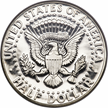 UNITED STATES OF AMERICA
HALF DOLLAR